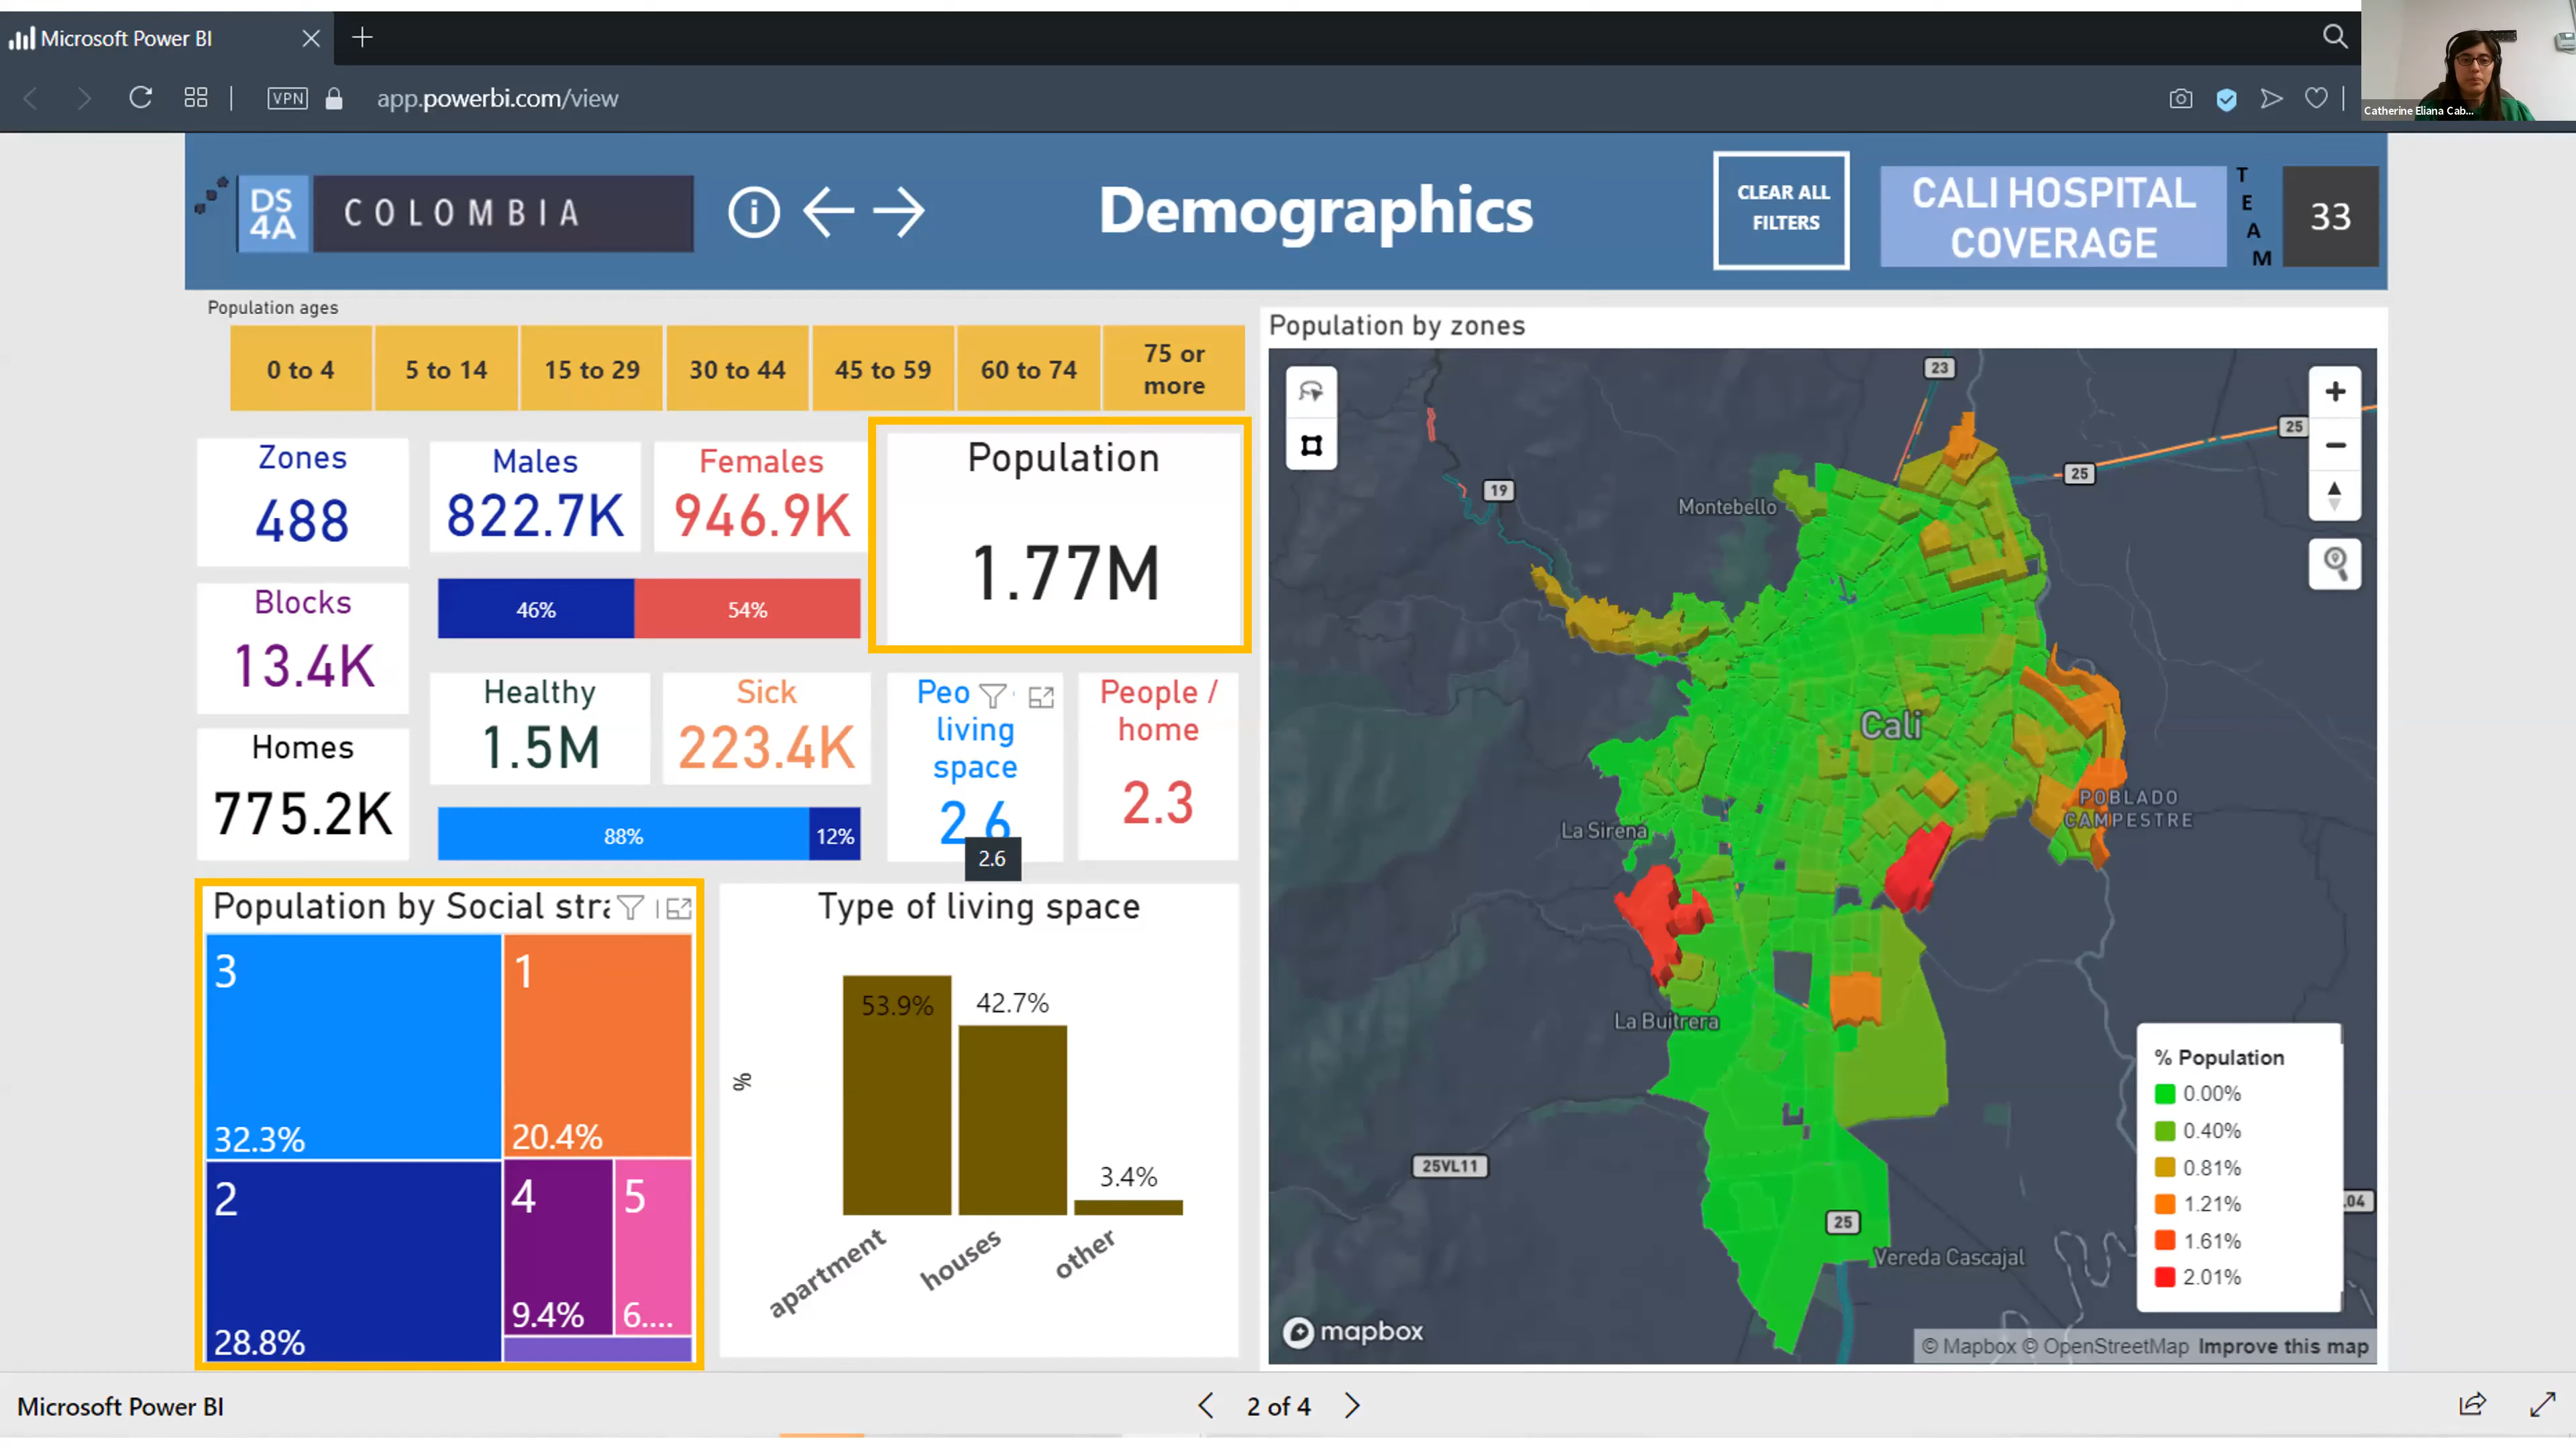 Microsoft Power BI
VPN
app.powerbi.com/view
Catherine Eliana Cab...
DS
4A
COLOMBIA
Demographics
CLEAR ALL
FILTERS
CALI HOSPITAL
COVERAGE
TEAM
33
Population ages
0 to 4
5 to 14
15 to 29
30 to 44
45 to 59
60 to 74
75 or
more
Zones
488
Males
822.7K
Females
946.9K
Population
1.77M
46%
54%
Blocks
13.4K
Homes
775.2K
Healthy
1.5M
Sick
223.4K
88%
12%
Peo
living
space
2.6
2.6
People /
home
2.3
Population by Social stra
3
32.3%
1
20.4%
2
28.8%
4
9.4%
5
6....
Type of living space
%
53.9%
42.7%
3.4%
apartment
houses
other
Population by zones
23
25
25
19
Montebello
Cali
POBLADO
CAMPESTRE
La Sirena
La Buitrera
25VL11
25
Vereda Cascajal
.04
% Population
0.00%
0.40%
0.81%
1.21%
1.61%
2.01%
mapbox
© Mapbox © OpenStreetMap Improve this map
Microsoft Power BI
2 of 4